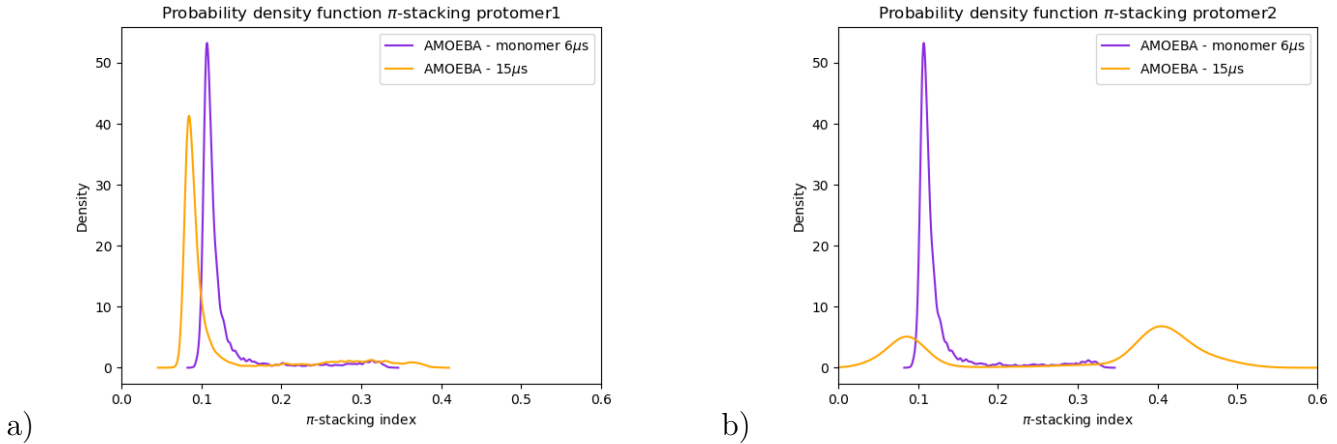 Probability density function π-stacking protomer1
AMOEBA - monomer 6μs
AMOEBA - 15μs
Density
50
40
30
20
10
0
0.0 0.1 0.2 0.3 0.4 0.5 0.6
π-stacking index
a)
Probability density function π-stacking protomer2
AMOEBA - monomer 6μs
AMOEBA - 15μs
Density
50
40
30
20
10
0
0.0 0.1 0.2 0.3 0.4 0.5 0.6
π-stacking index
b)